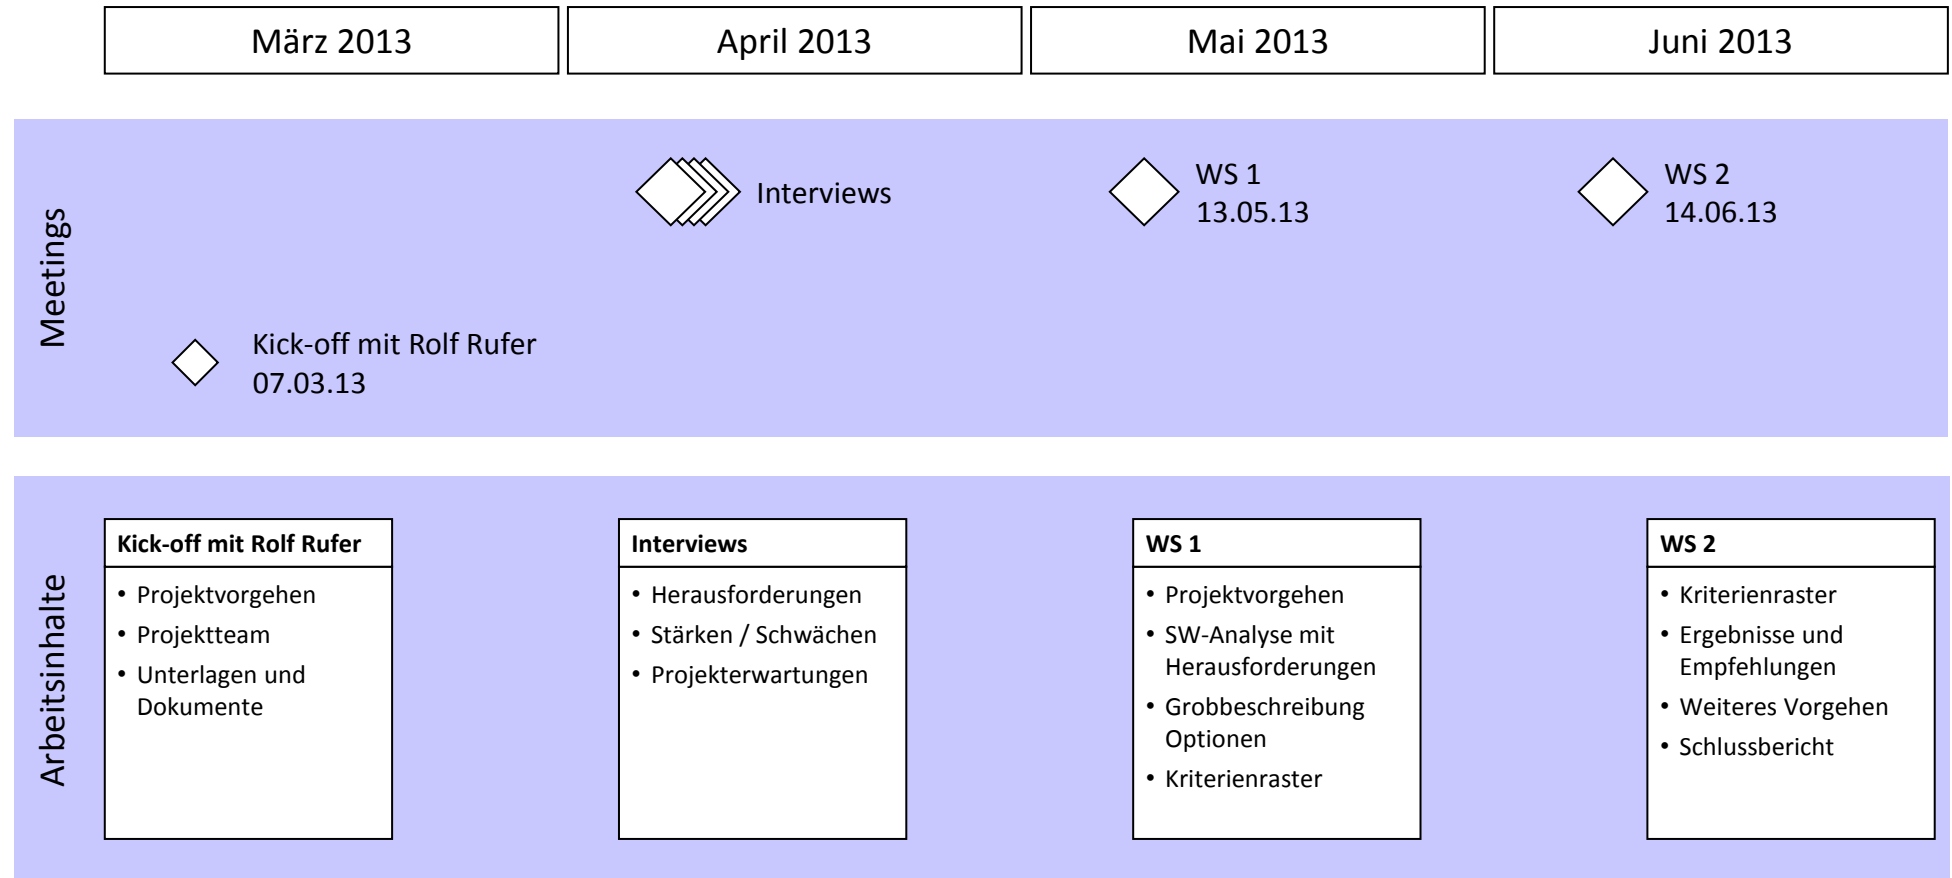 März 2013
April 2013
Mai 2013
Juni 2013
Meetings
Interviews
WS 1
13.05.13
WS 2
14.06.13
Kick-off mit Rolf Rufer
07.03.13
Arbeitsinhalte
Kick-off mit Rolf Rufer
• Projektvorgehen
• Projektteam
• Unterlagen und
Dokumente
Interviews
• Herausforderungen
• Stärken / Schwächen
• Projekterwartungen
WS 1
• Projektvorgehen
• SW-Analyse mit
Herausforderungen
• Grobbeschreibung
Optionen
• Kriterienraster
WS 2
• Kriterienraster
• Ergebnisse und
Empfehlungen
• Weiteres Vorgehen
• Schlussbericht